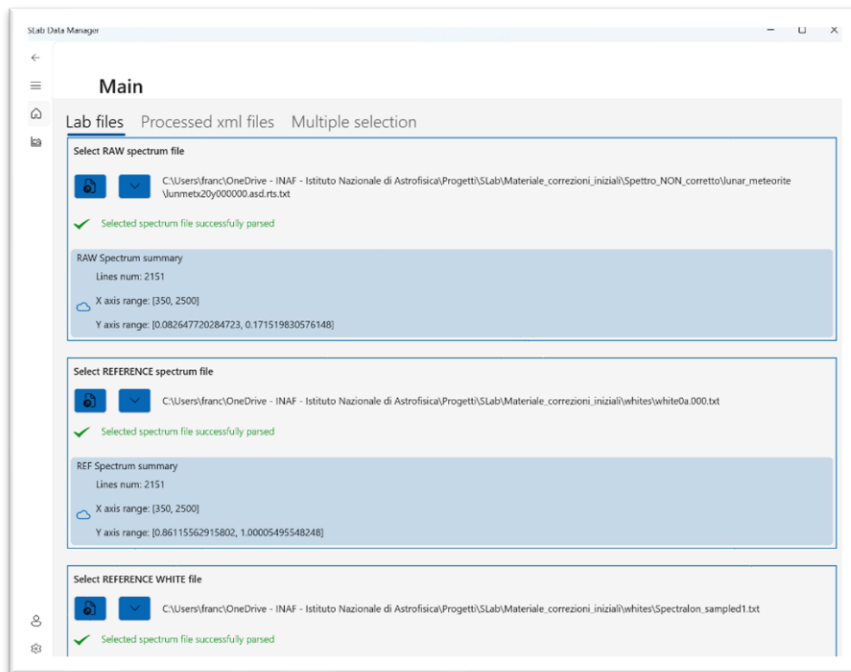 SLab Data Manager
Main
Lab files Processed xml files Multiple selection
Select RAW spectrum file
C:\Users\franc\OneDrive - INAF - Istituto Nazionale di Astrofisica\Progetti\SLab\Materiale_correzioni_iniziali\Spettro_NON_corretto\lunar_meteorite
\lunmetx20y000000.asd.rts.txt
Selected spectrum file successfully parsed
RAW Spectrum summary
Lines num: 2151
X axis range: [350, 2500]
Y axis range: [0.082647720284723, 0.171519830576148]
Select REFERENCE spectrum file
C:\Users\franc\OneDrive - INAF - Istituto Nazionale di Astrofisica\Progetti\SLab\Materiale_correzioni_iniziali\whites\white0a.000.txt
Selected spectrum file successfully parsed
REF Spectrum summary
Lines num: 2151
X axis range: [350, 2500]
Y axis range: [0.86115562915802, 1.00005495548248]
Select REFERENCE WHITE file
C:\Users\franc\OneDrive - INAF - Istituto Nazionale di Astrofisica\Progetti\SLab\Materiale_correzioni_iniziali\whites\Spectralon_sampled1.txt
Selected spectrum file successfully parsed